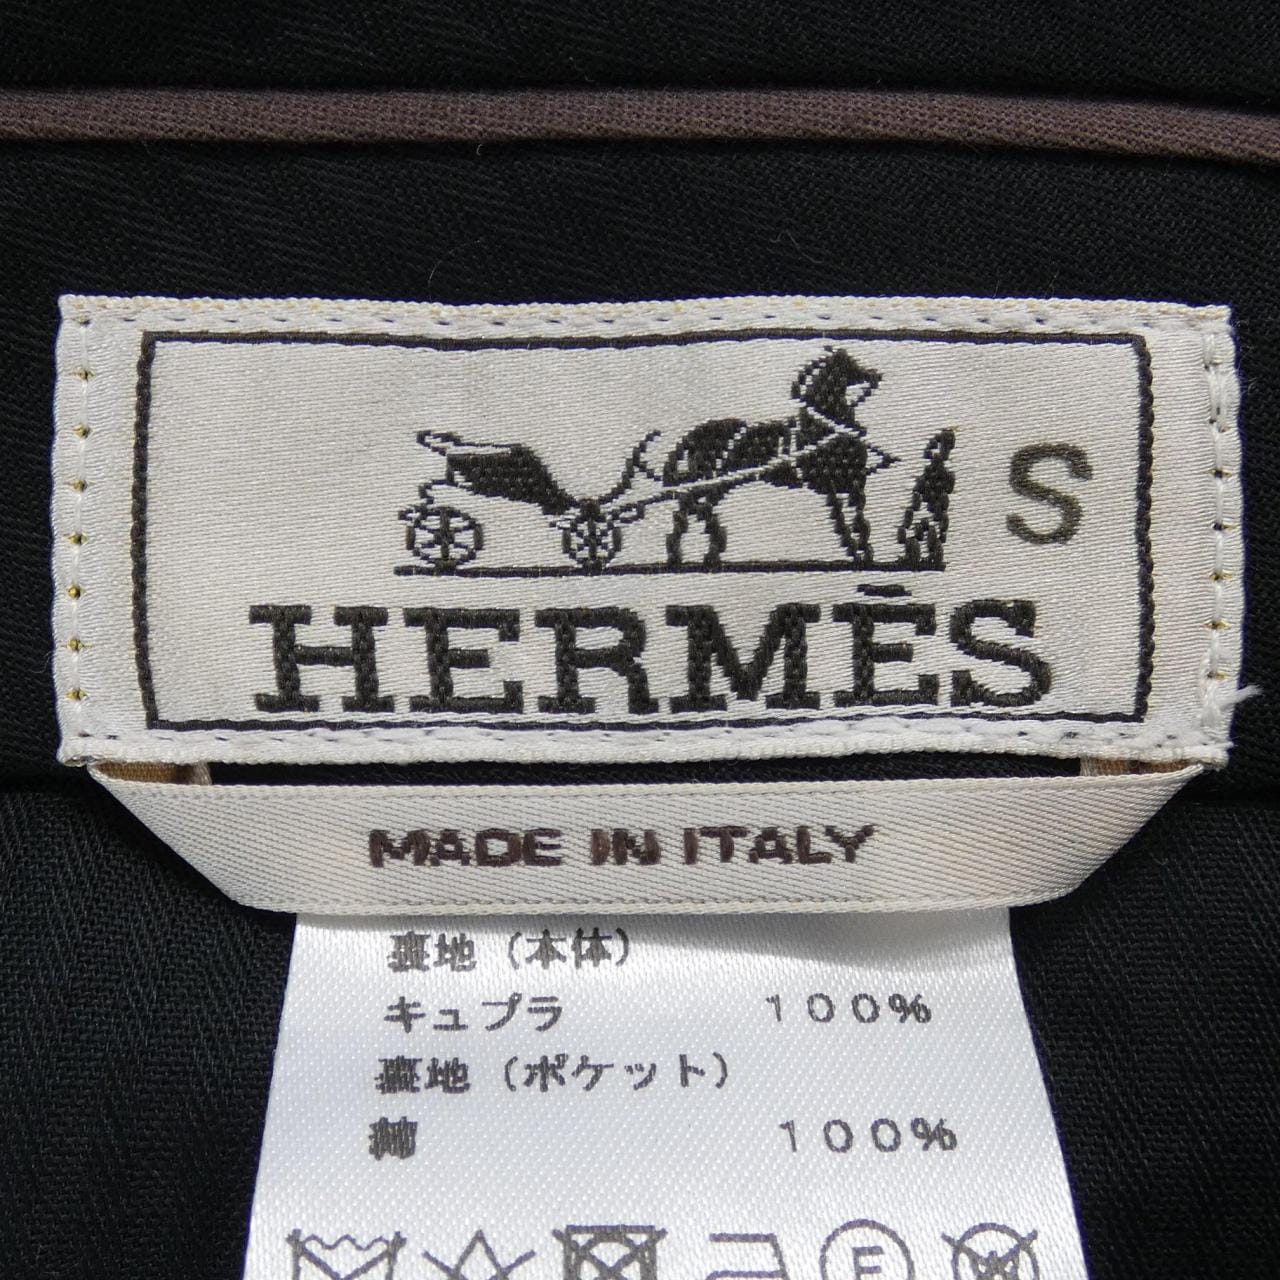 S
HERMĒS
MADE IN ITALY
裏地（本体）
キュプラ 100%
裏地（ポケット）
綿 100%
F
W